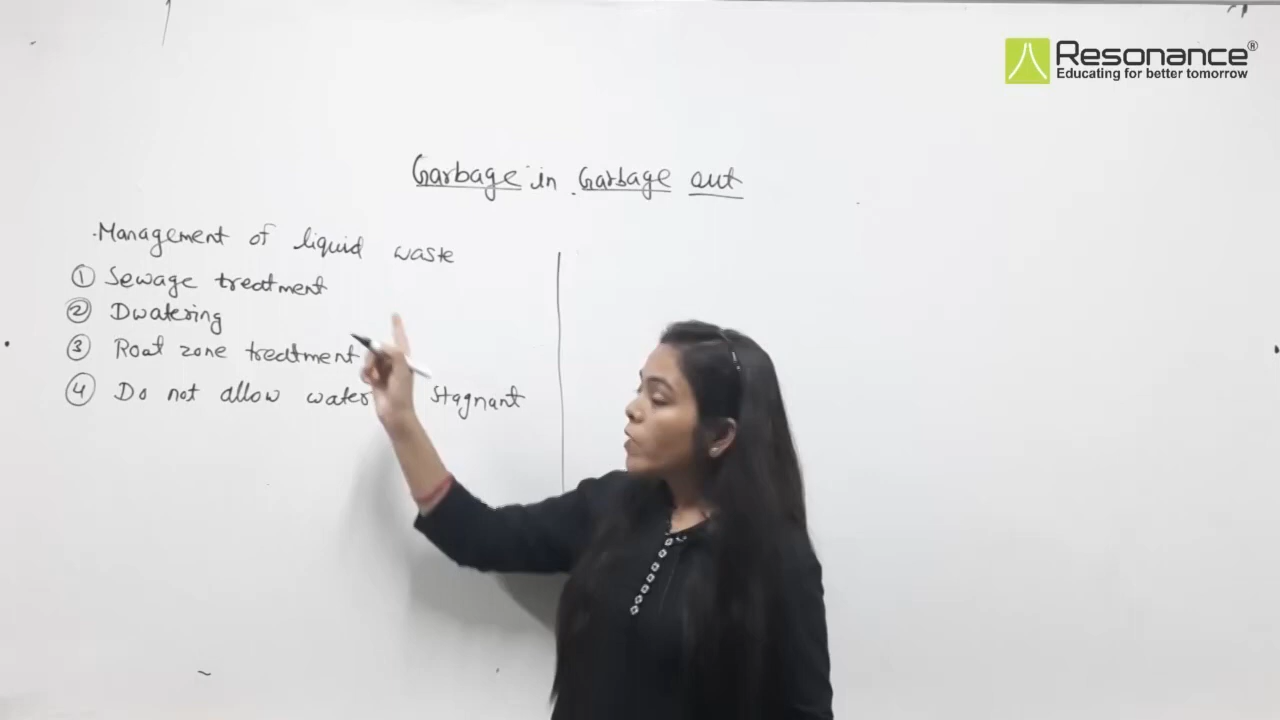 Resonance®
Educating for better tomorrow
Garbage in Garbage out
Management of liquid waste
① Sewage treatment
② Dwatering
③ Root zone treatment
④ Do not allow water stagnant